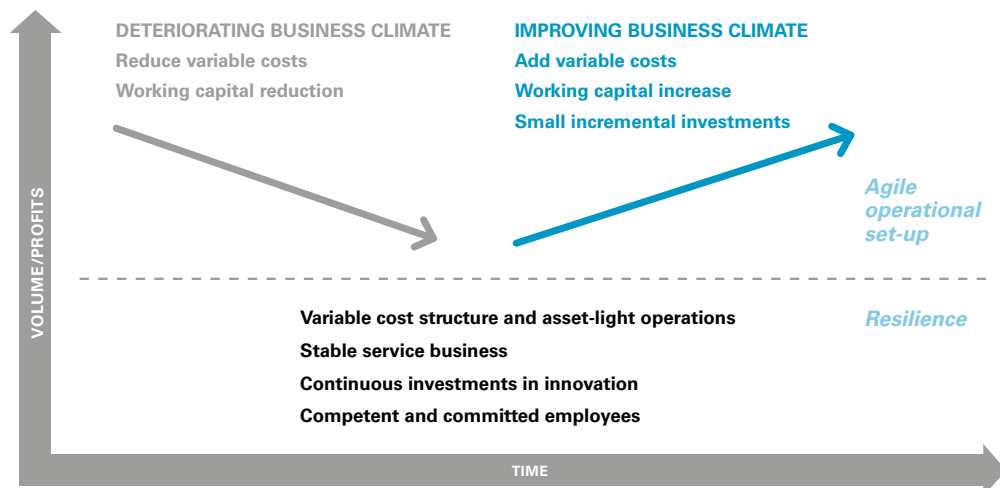 DETERIORATING BUSINESS CLIMATE
Reduce variable costs
Working capital reduction
IMPROVING BUSINESS CLIMATE
Add variable costs
Working capital increase
Small incremental investments
Agile
operational
set-up
VOLUME/PROFITS
Variable cost structure and asset-light operations
Stable service business
Continuous investments in innovation
Competent and committed employees
Resilience
TIME